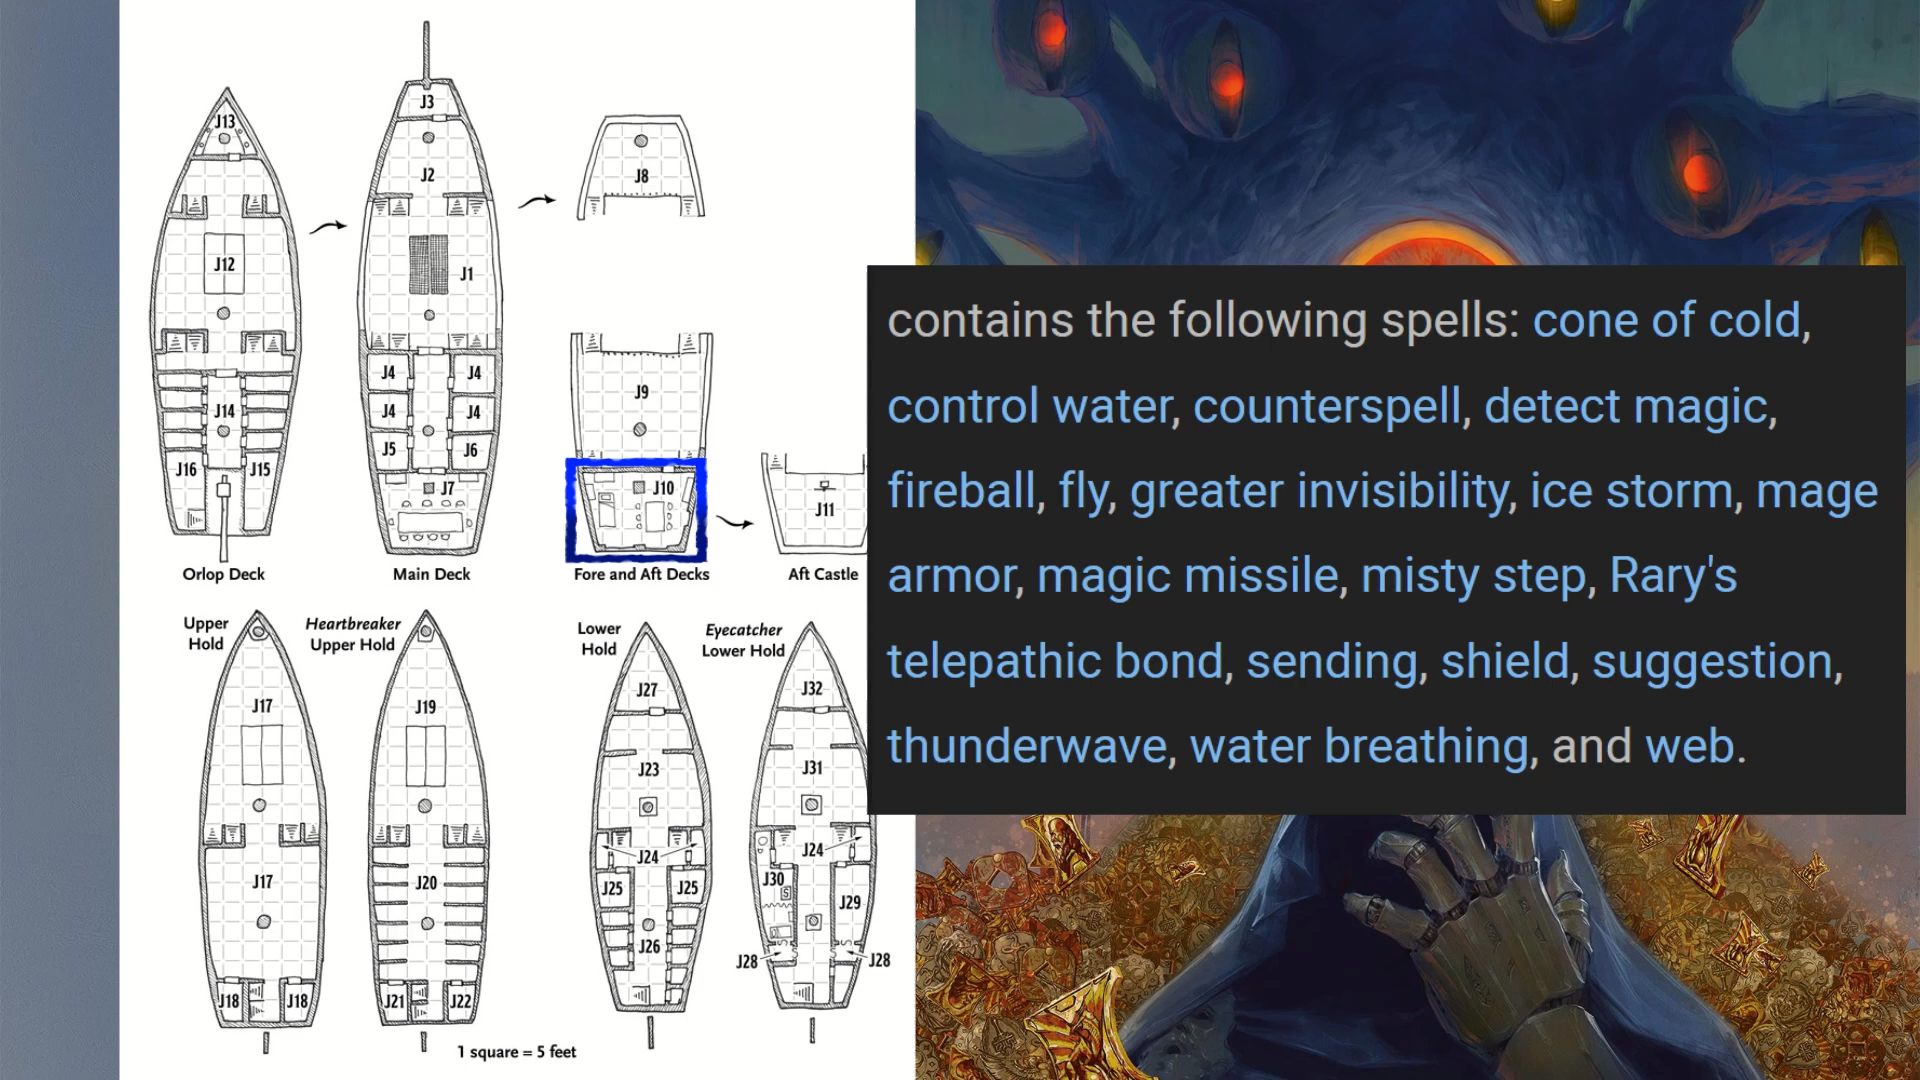 J13
J12
J14
J16
J15
Orlop Deck
J3
J2
J1
J4
J4
J4
J4
J5
J6
J7
Main Deck
J8
J9
J10
Fore and Aft Decks
J11
Aft Castle
Upper
Hold
J17
J17
J18
J18
Heartbreaker
Upper Hold
J19
J20
J21
J22
Lower
Hold
J27
J23
J24
J25
J25
J26
Eyecatcher
Lower Hold
J32
J31
J24
J30
S
J29
J28
J28
1 square = 5 feet
contains the following spells: cone of cold,
control water, counterspell, detect magic,
fireball, fly, greater invisibility, ice storm, mage
armor, magic missile, misty step, Rary's
telepathic bond, sending, shield, suggestion,
thunderwave, water breathing, and web.